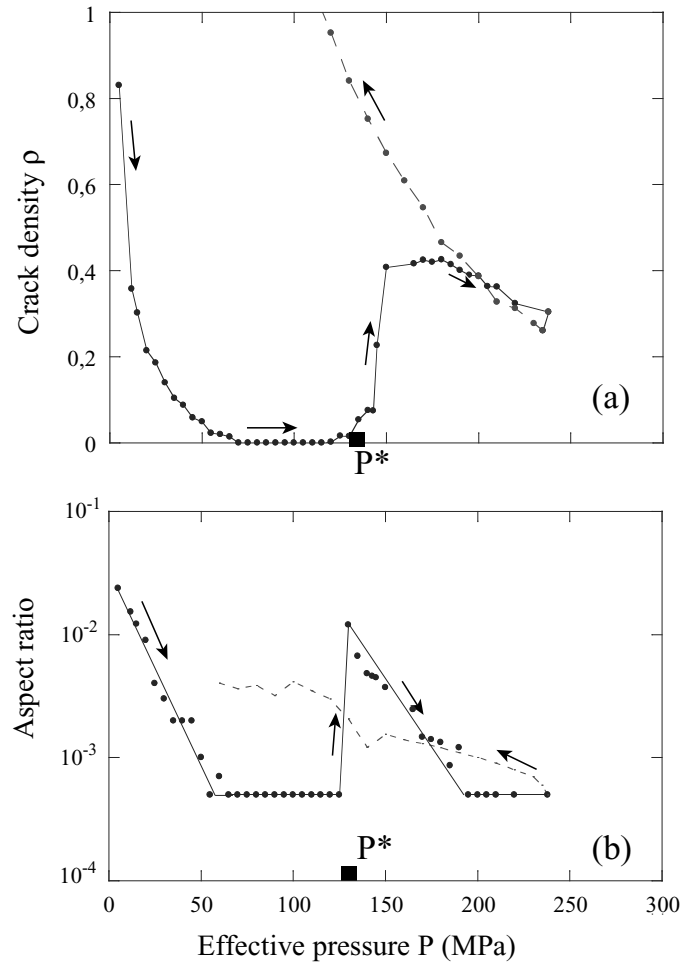 1
0,8
0,6
0,4
0,2
0
Crack density ρ
(a)
P*
10-1
10-2
10-3
10-4
Aspect ratio
P*
(b)
0 50 100 150 200 250 300
Effective pressure P (MPa)